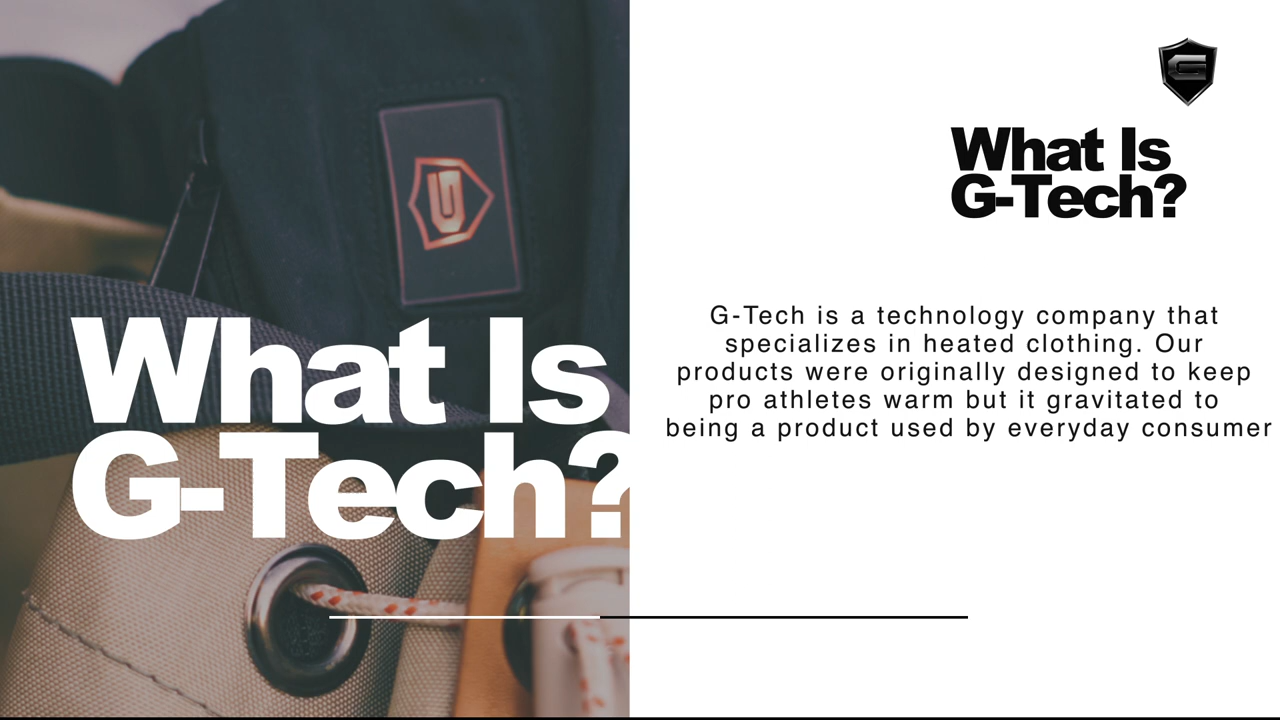 What Is
G-Tech?
What Is
G-Tech?
G-Tech is a technology company that
specializes in heated clothing. Our
products were originally designed to keep
pro athletes warm but it gravitated to
being a product used by everyday consumer